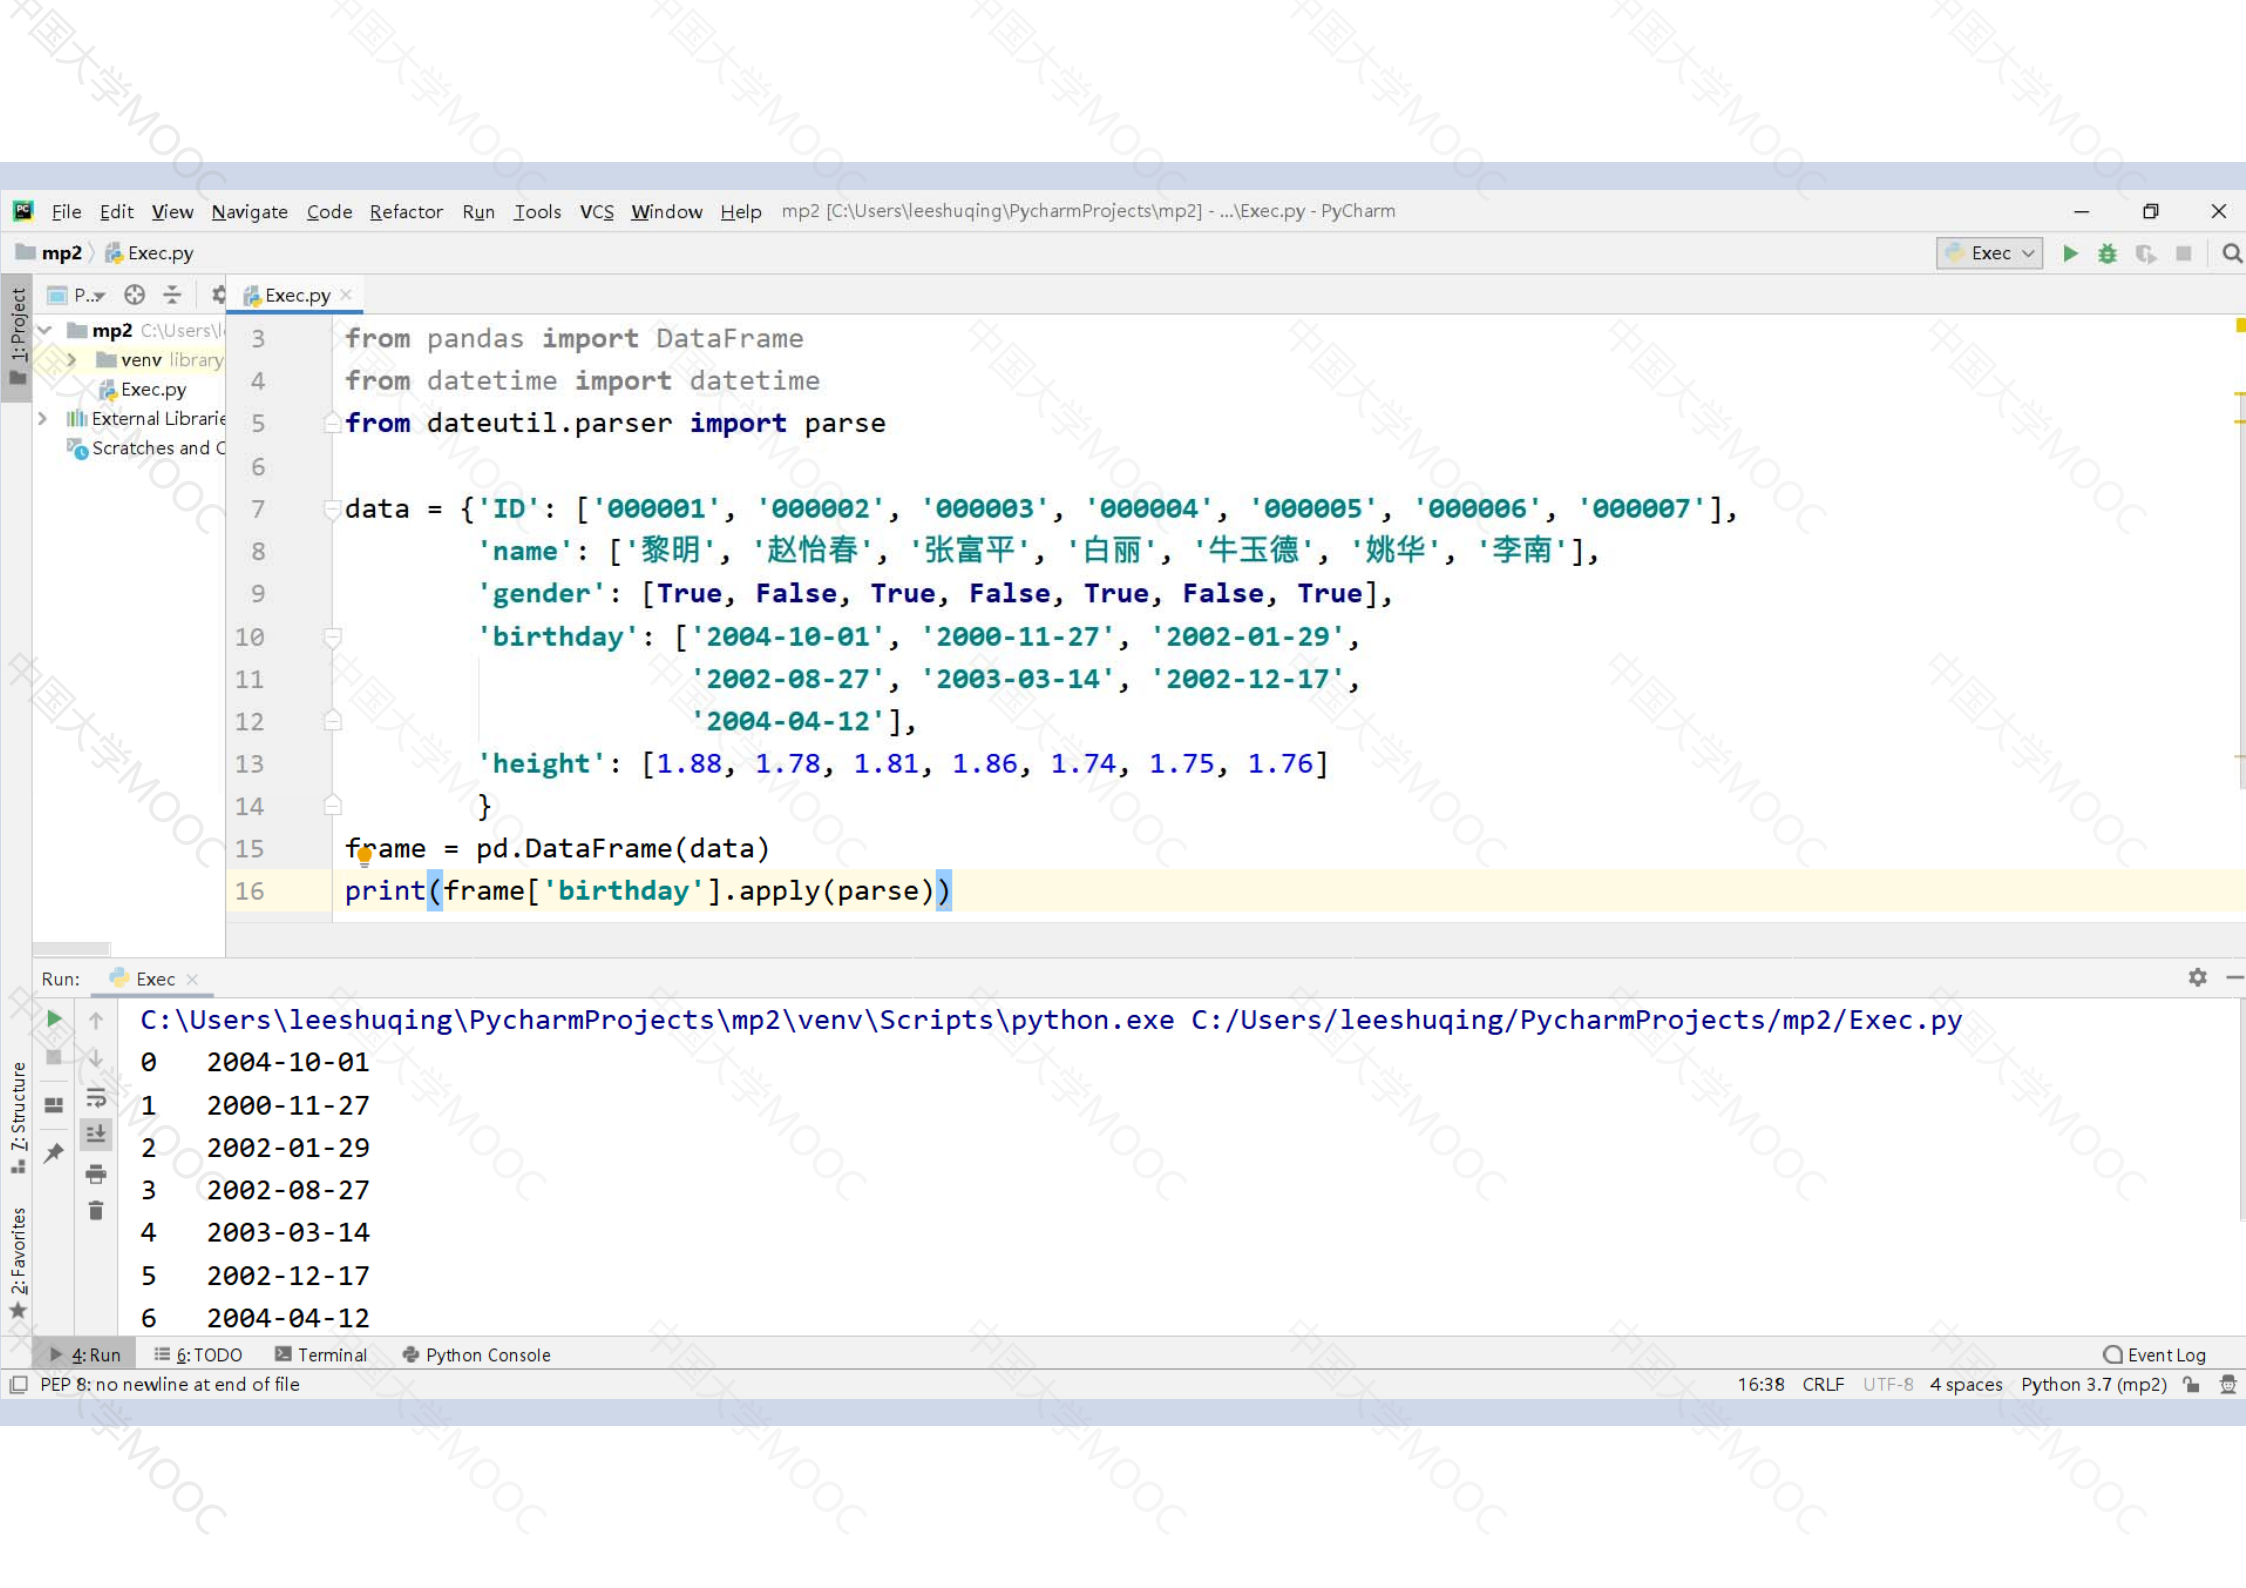 File Edit View Navigate Code Refactor Run Tools VCS Window Help mp2 [C:\Users\leeshuqing\PycharmProjects\mp2] - ...\Exec.py - PyCharm
mp2 Exec.py Exec
1: Project P.. Exec.py
mp2 C:\Users\l
venv library
Exec.py
External Librarie
Scratches and C
3 from pandas import DataFrame
4 from datetime import datetime
5 from dateutil.parser import parse
6
7 data = {'ID': ['000001', '000002', '000003', '000004', '000005', '000006', '000007'],
8 'name': ['黎明', '赵怡春', '张富平', '白丽', '牛玉德', '姚华', '李南'],
9 'gender': [True, False, True, False, True, False, True],
10 'birthday': ['2004-10-01', '2000-11-27', '2002-01-29',
11 '2002-08-27', '2003-03-14', '2002-12-17',
12 '2004-04-12'],
13 'height': [1.88, 1.78, 1.81, 1.86, 1.74, 1.75, 1.76]
14 }
15 frame = pd.DataFrame(data)
16 print(frame['birthday'].apply(parse))
Run: Exec
C:\Users\leeshuqing\PycharmProjects\mp2\venv\Scripts\python.exe C:/Users/leeshuqing/PycharmProjects/mp2/Exec.py
0 2004-10-01
1 2000-11-27
2 2002-01-29
3 2002-08-27
4 2003-03-14
5 2002-12-17
6 2004-04-12
7: Structure
2: Favorites
4: Run 6: TODO Terminal Python Console Event Log
PEP 8: no newline at end of file 16:38 CRLF UTF-8 4 spaces Python 3.7 (mp2)
中国大学MOOC